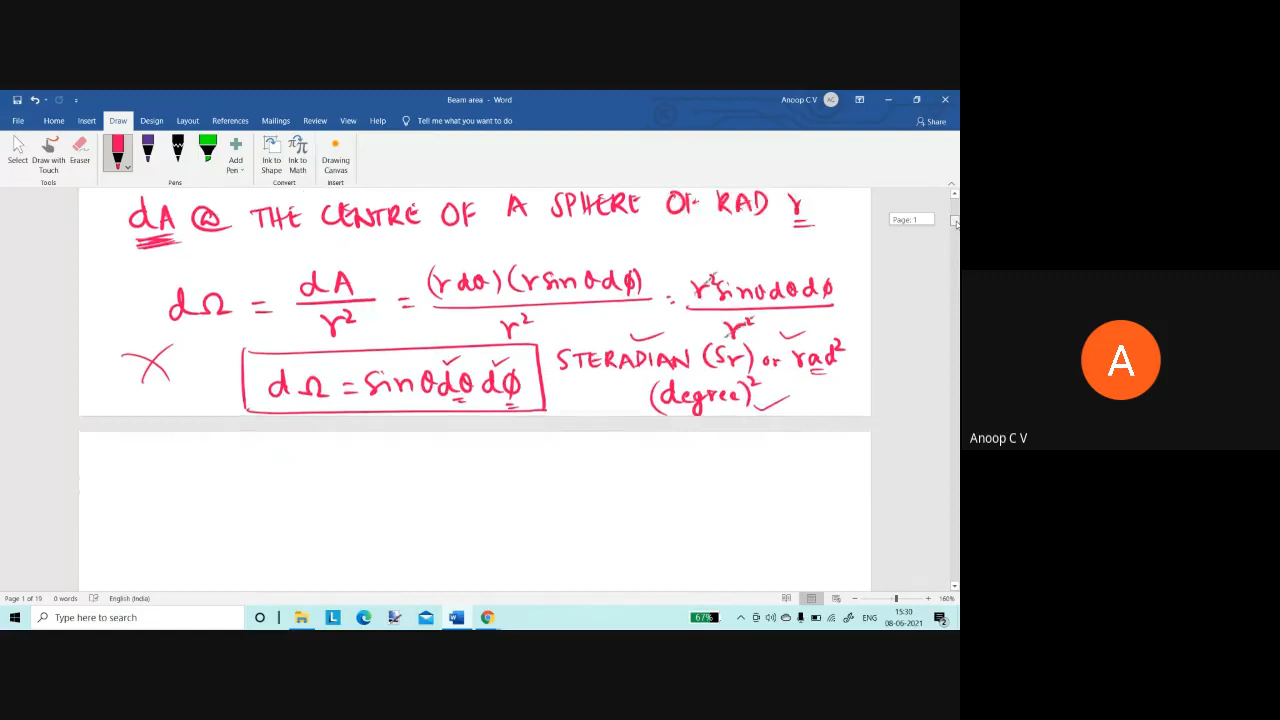 Beam area - Word
Anoop C V
AC
File Home Insert Draw Design Layout References Mailings Review View Help Tell me what you want to do
Share
Select
Draw with Touch
Eraser
Add Pen
Ink to Shape
Ink to Math
Drawing Canvas
Tools
Pens
Convert
Insert
dA @ THE CENTRE OF A SPHERE OF RAD r
Page: 1
dΩ = dA / r² = (r dθ)(r sinθ dϕ) / r² = r² sinθ dθ dϕ / r²
STERADIAN (Sr) or rad²
dΩ = sinθ dθ dϕ
(degree)²
A
Anoop C V
Page 1 of 19 0 words English (India)
160%
Type here to search
L
67%
ENG
15:30
08-06-2021
2